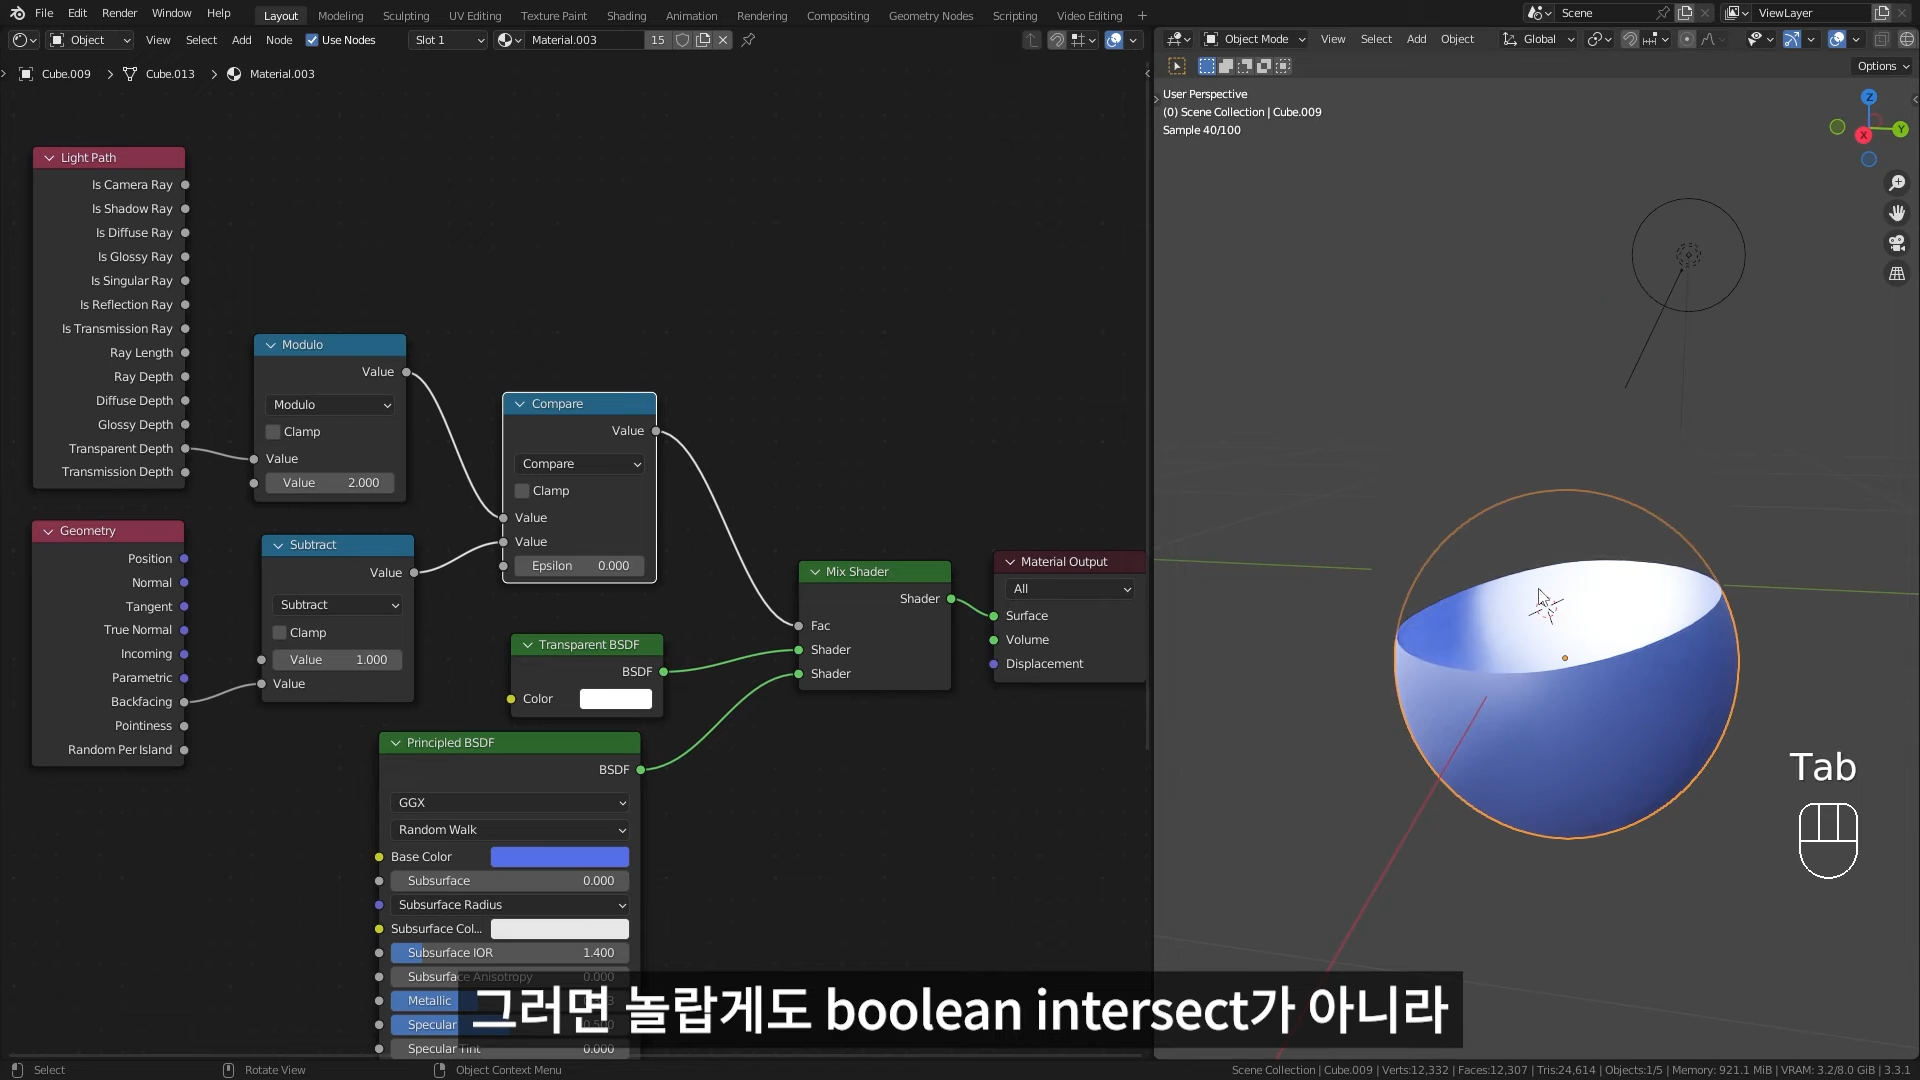 File Edit Render Window Help Layout Modeling Sculpting UV Editing Texture Paint Shading Animation Rendering Compositing Geometry Nodes Scripting Video Editing + Scene ViewLayer
Object View Select Add Node Use Nodes Slot 1 Material.003 15
Object Mode View Select Add Object Global
Options
Cube.009 > Cube.013 > Material.003
User Perspective
(0) Scene Collection | Cube.009
Sample 40/100
Z
Y
X
Light Path
Is Camera Ray
Is Shadow Ray
Is Diffuse Ray
Is Glossy Ray
Is Singular Ray
Is Reflection Ray
Is Transmission Ray
Ray Length
Ray Depth
Diffuse Depth
Glossy Depth
Transparent Depth
Transmission Depth
Modulo
Value
Modulo
Clamp
Value
Value 2.000
Compare
Value
Compare
Clamp
Value
Value
Epsilon 0.000
Geometry
Position
Normal
Tangent
True Normal
Incoming
Parametric
Backfacing
Pointiness
Random Per Island
Subtract
Value
Subtract
Clamp
Value 1.000
Value
Transparent BSDF
BSDF
Color
Mix Shader
Shader
Fac
Shader
Shader
Material Output
All
Surface
Volume
Displacement
Principled BSDF
BSDF
GGX
Random Walk
Base Color
Subsurface 0.000
Subsurface Radius
Subsurface Col...
Subsurface IOR 1.400
Subsurface Anisotropy 0.000
Metallic
Specular
Specular Tint 0.000
Tab
그러면 놀랍게도 boolean intersect가 아니라
Select Rotate View Object Context Menu
Scene Collection | Cube.009 | Verts:12,332 | Faces:12,307 | Tris:24,614 | Objects:1/5 | Memory: 921.1 MiB | VRAM: 3.2/8.0 GiB | 3.3.1